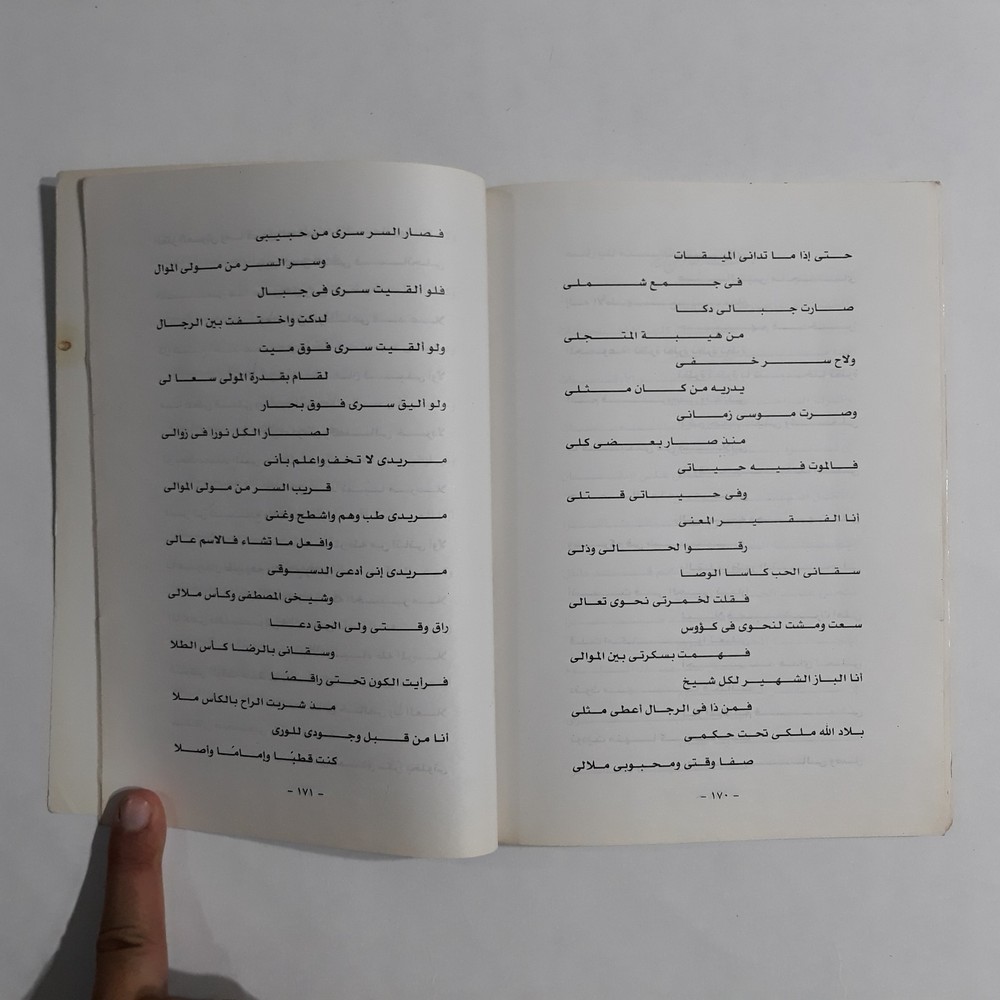 حتى إذا ما تدانى الميقات
فى جمع شملى
صارت جبالى دكا
من هيبة المتجلى
ولاح سر خفى
يدريه من كان مثلى
وصرت موسى زمانى
منذ صار بعضى كلى
فالموت فيه حياتى
وفى حياتى قتلى
أنا الفقير المعنى
رقوا لحالى وذلى
سقانى الحب كاسا الوصا
فقلت لخمرتى نحوى تعالى
سعت ومشت لنحوى فى كؤوس
فهمت بسكرتى بين الموالى
أنا الباز الشهير لكل شيخ
فمن ذا فى الرجال أعطى مثلى
بلاد الله ملكى تحت حكمى
صفا وقتى ومحبوبى ملالى
- ١٧٠ -
فصار السر سرى من حبيبى
وسر السر من مولى الموال
فلو ألقيت سرى فى جبال
لدكت واختفت بين الرجال
ولو ألقيت سرى فوق ميت
لقام بقدرة المولى سعا لى
ولو أليق سرى فوق بحار
لصار الكل نورا فى زوالى
مريدى لا تخف واعلم بأنى
قريب السر من مولى الموالى
مريدى طب وهم واشطح وغنى
وافعل ما تشاء فالاسم عالى
مريدى إنى أدعى الدسوقى
وشيخى المصطفى وكأس ملالى
راق وقتى ولى الحق دعا
وسقانى بالرضا كأس الطلا
فرأيت الكون تحتى راقصًا
مذ شربت الراح بالكأس ملا
أنا من قبل وجودى للورى
كنت قطبًا وإمامًا وأصلا
- ١٧١ -